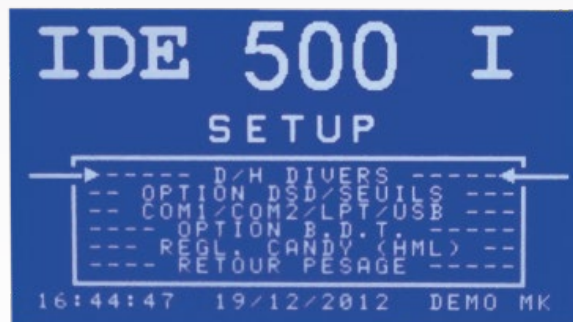 IDE 500 I
SETUP
----- D/H DIVERS -----
-- OPTION DSD/SEUILS ---
-- COM1/COM2/LPT/USB ---
---- OPTION B.D.T. -----
-- REGL. CANDY (HML) --
---- RETOUR PESAGE -----
16:44:47 19/12/2012 DEMO MK